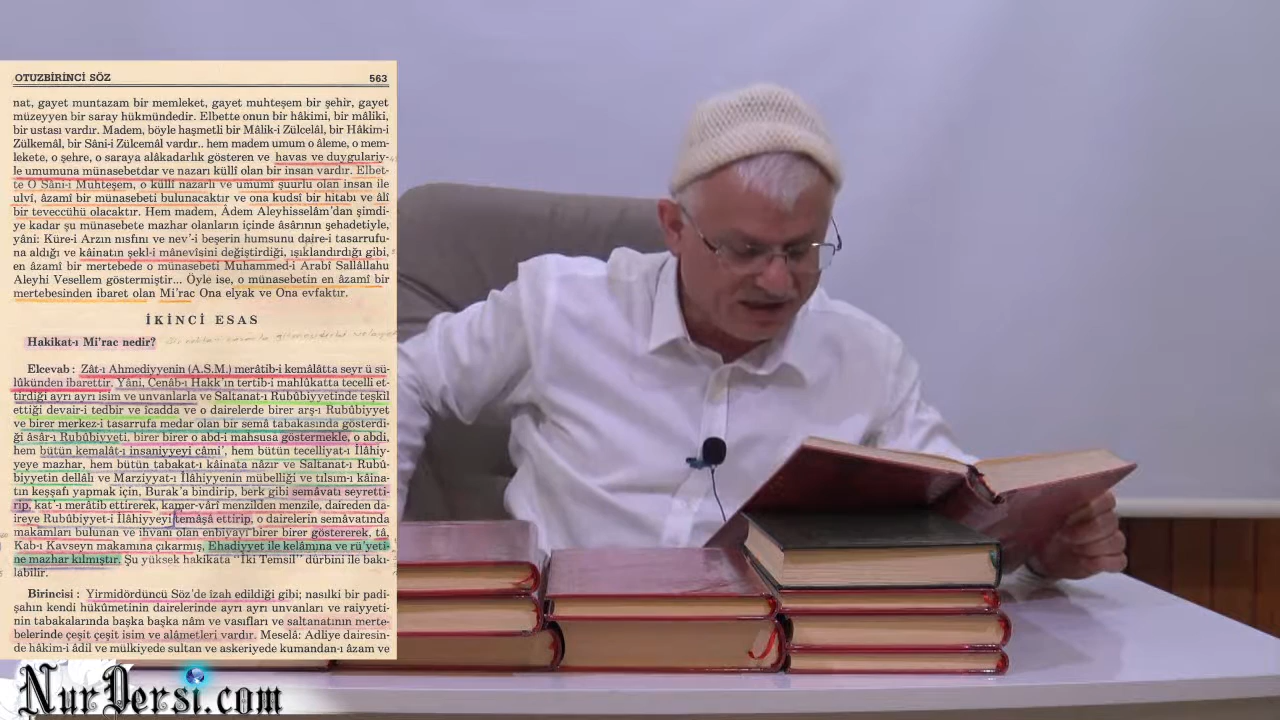 OTUZBİRİNCİ SÖZ 563
nat, gayet muntazam bir memleket, gayet muhteşem bir şehir, gayet
müzeyyen bir saray hükmündedir. Elbette onun bir hâkimi, bir mâliki,
bir ustası vardır. Madem, böyle haşmetli bir Mâlik-i Zülcelâl, bir Hâkim-i
Zülkemâl, bir Sâni-i Zülcemâl vardır.. hem madem umum o âleme, o mem-
lekete, o şehre, o saraya alâkadarlık gösteren ve havas ve duygulariy-
le umumuna münasebetdar ve nazarı küllî olan bir insan vardır. Elbet-
te O Sâni-i Muhteşem, o küllî nazarlı ve umumî şuurlu olan insan ile
ulvî, âzamî bir münasebeti bulunacaktır ve ona kudsî bir hitabı ve âlî
bir teveccühü olacaktır. Hem madem, Âdem Aleyhisselâm'dan şimdi-
ye kadar şu münasebete mazhar olanların içinde âsârının şehadetiyle,
yâni: Küre-i Arzın nısfını ve nev'-i beşerin humsunu daire-i tasarrufu-
na aldığı ve kâinatın şekl-i mânevîsini değiştirdiği, ışıklandırdığı gibi,
en âzamî bir mertebede o münasebeti Muhammed-i Arabî Sallâllahu
Aleyhi Vesellem göstermiştir... Öyle ise, o münasebetin en âzamî bir
mertebesinden ibaret olan Mi'rac Ona elyak ve Ona evfaktır.
İKİNCİ ESAS
Hakikat-ı Mi'rac nedir?
Elcevab : Zât-ı Ahmediyyenin (A.S.M.) merâtib-i kemâlâtta seyr ü sü-
lûkünden ibarettir. Yâni, Cenâb-ı Hakk'ın tertib-i mahlûkatta tecelli et-
tirdiği ayrı ayrı isim ve unvanlarla ve Saltanat-ı Rubûbiyyetinde teşkil
ettiği devair-i tedbir ve îcadda ve o dairelerde birer arş-ı Rubûbiyyet
ve birer merkez-i tasarrufa medar olan bir semâ tabakasında gösterdi-
ği âsâr-ı Rubûbiyyeti, birer birer o abd-i mahsusa göstermekle, o abdi,
hem bütün kemalât-ı insaniyyeyi câmi', hem bütün tecelliyat-ı İlâhiy-
yeye mazhar, hem bütün tabakat-ı kâinata nâzır ve Saltanat-ı Rubû-
biyyetin dellâlı ve Marziyyat-ı İlâhiyyenin mübelliği ve tılsım-ı kâina-
tın keşşafı yapmak için, Burak'a bindirip, berk gibi semâvatı seyretti-
rip, kat'-ı merâtib ettirerek, kamer-vâri menzilden menzile, daireden da-
ireye Rubûbiyyet-i İlâhiyyeyi temâşâ ettirip, o dairelerin semâvatında
makamları bulunan ve ihvanı olan enbiyayı birer birer göstererek, tâ,
Kab-ı Kavseyn makamına çıkarmış, Ehadiyyet ile kelâmına ve rü'yeti-
ne mazhar kılmıştır. Şu yüksek hakikata "İki Temsil" dürbini ile bakı-
labilir.
Birincisi : Yirmidördüncü Söz'de îzah edildiği gibi; nasılki bir padi-
şahın kendi hükûmetinin dairelerinde ayrı ayrı unvanları ve raiyyeti-
nin tabakalarında başka başka nâm ve vasıfları ve saltanatının merte-
belerinde çeşit çeşit isim ve alâmetleri vardır. Meselâ: Adliye dairesin-
de hâkim-i âdil ve mülkiyede sultan ve askeriyede kumandan-ı âzam ve
NurDersi.com